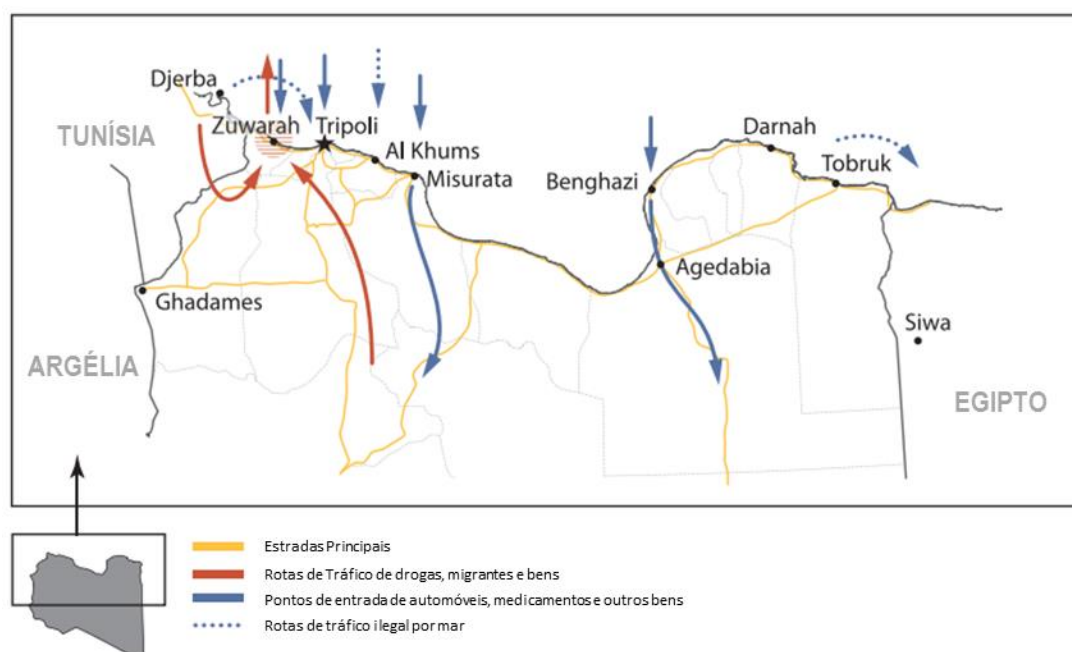 Djerba
TUNÍSIA
Zuwarah
Tripoli
Al Khums
Misurata
Darnah
Tobruk
Benghazi
Agedabia
Ghadames
Siwa
ARGÉLIA
EGIPTO
Estradas Principais
Rotas de Tráfico de drogas, migrantes e bens
Pontos de entrada de automóveis, medicamentos e outros bens
Rotas de tráfico ilegal por mar